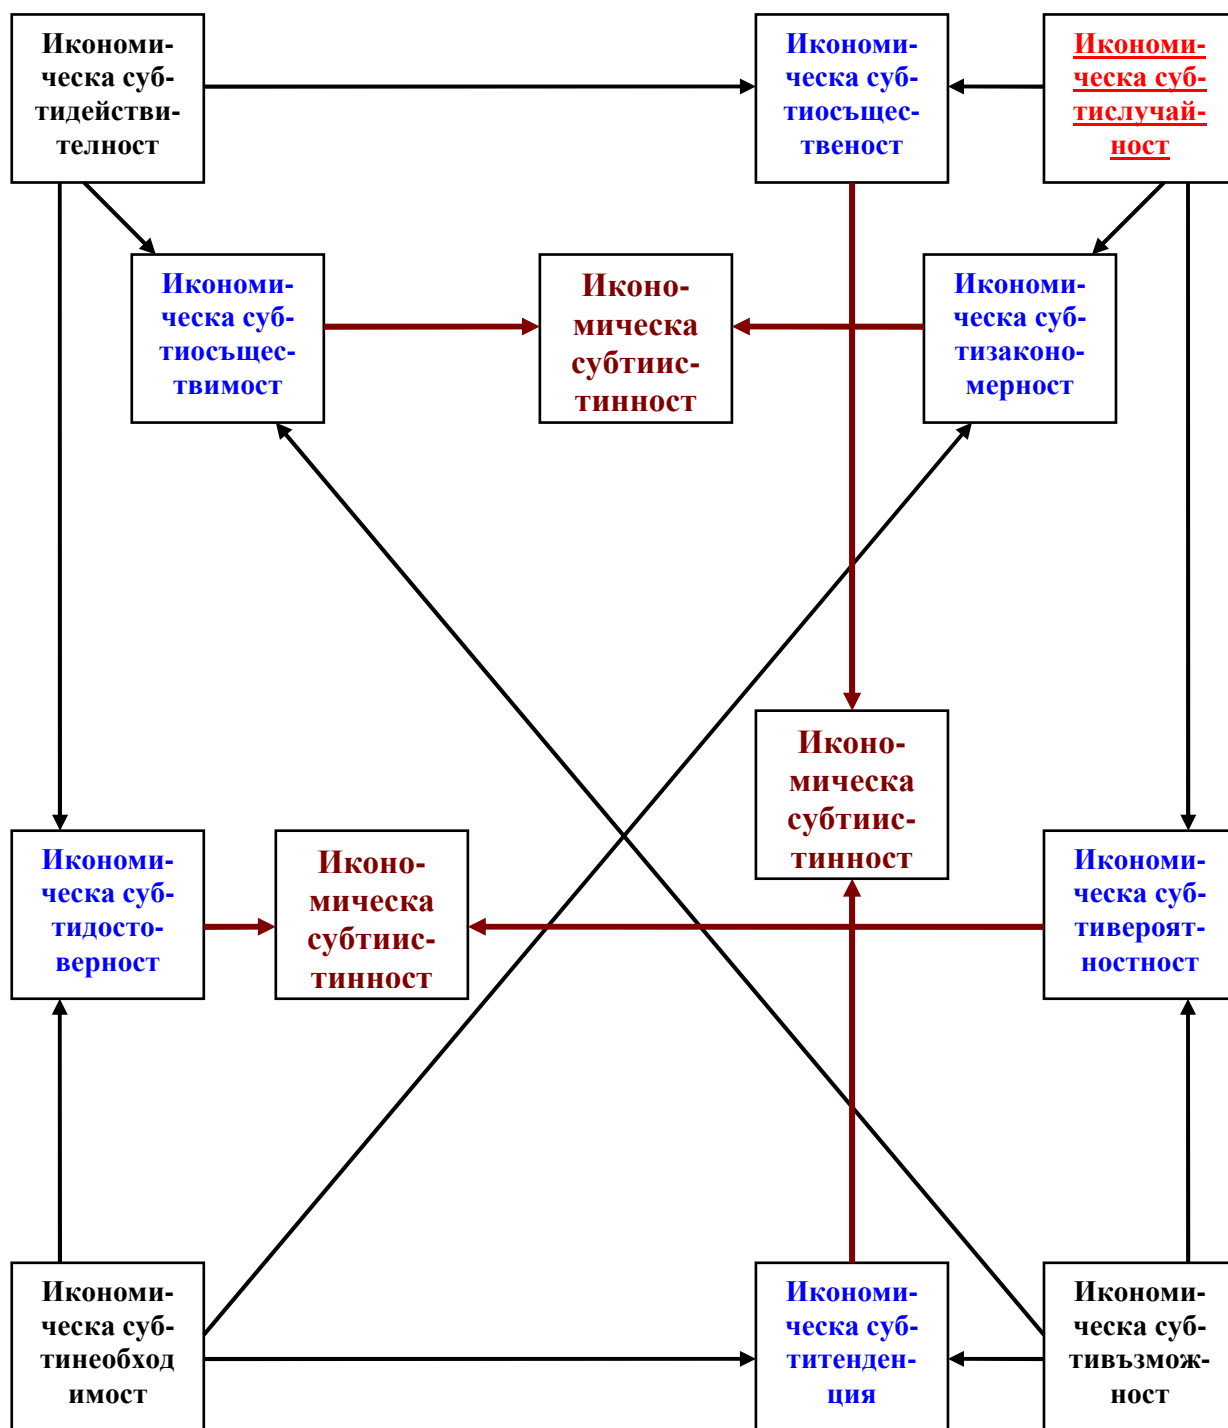 Икономи-
ческа суб-
тидействи-
телност
Икономи-
ческа суб-
тиосъщес-
твеност
Икономи-
ческа суб-
тислучай-
ност
Икономи-
ческа суб-
тиосъщес-
твимост
Иконо-
мическа
субтиис-
тинност
Икономи-
ческа суб-
тизаконо-
мерност
Иконо-
мическа
субтиис-
тинност
Икономи-
ческа суб-
тидосто-
верност
Иконо-
мическа
субтиис-
тинност
Икономи-
ческа суб-
тивероят-
ностност
Икономи-
ческа суб-
тинеобход
имост
Икономи-
ческа суб-
титенден-
ция
Икономи-
ческа суб-
тивъзмож-
ност